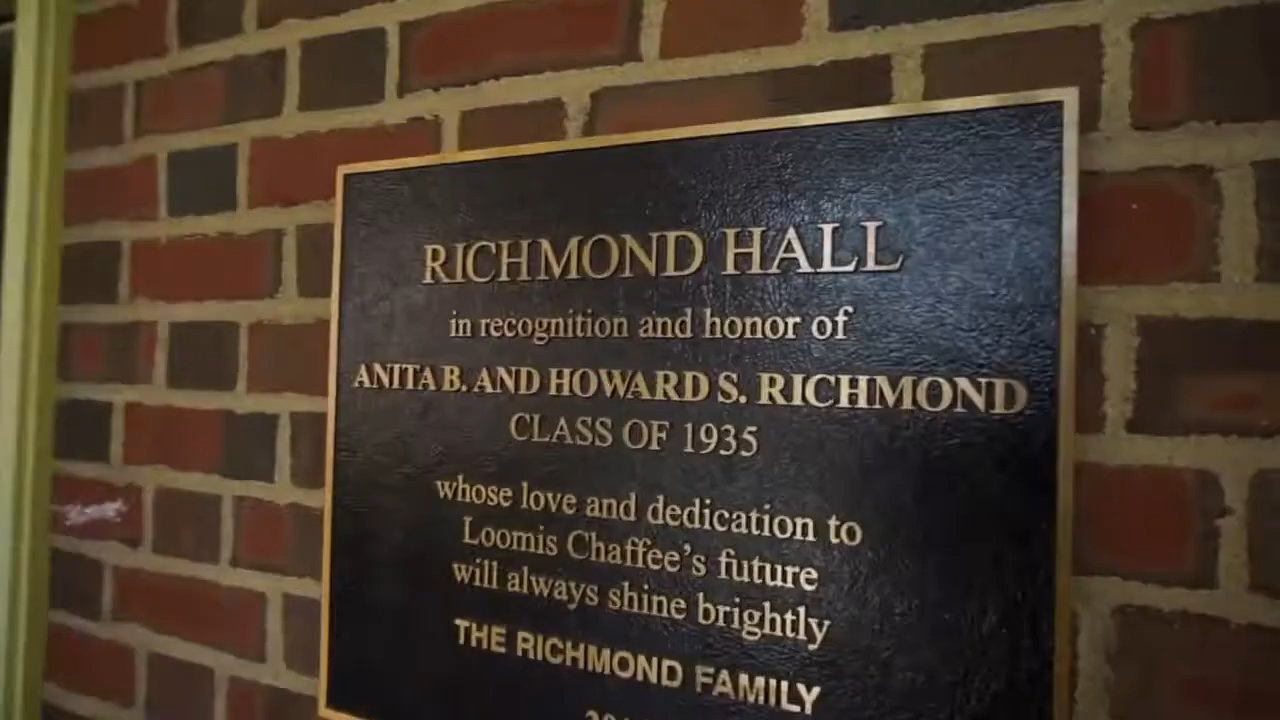 RICHMOND HALL
in recognition and honor of
ANITA B. AND HOWARD S. RICHMOND
CLASS OF 1935
whose love and dedication to
Loomis Chaffee's future
will always shine brightly
THE RICHMOND FAMILY